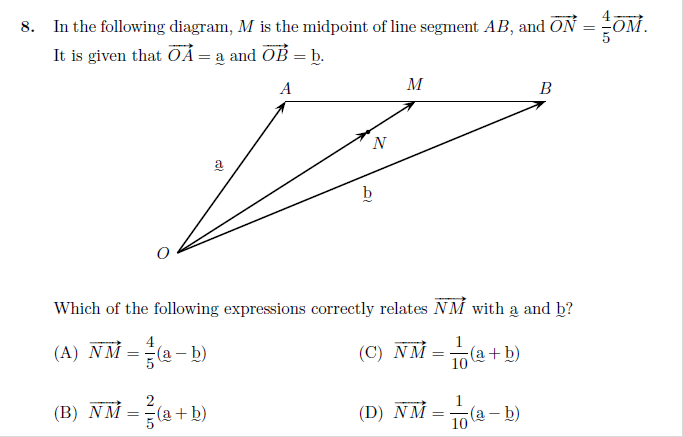 8. In the following diagram, M is the midpoint of line segment AB, and $\overrightarrow{ON} = \frac{4}{5}\overrightarrow{OM}$.
It is given that $\overrightarrow{OA} = \underset{\sim}{a}$ and $\overrightarrow{OB} = \underset{\sim}{b}$.
A M B
N
$\underset{\sim}{a}$
$\underset{\sim}{b}$
O
Which of the following expressions correctly relates $\overrightarrow{NM}$ with $\underset{\sim}{a}$ and $\underset{\sim}{b}$?
(A) $\overrightarrow{NM} = \frac{4}{5}(\underset{\sim}{a} - \underset{\sim}{b})$ (C) $\overrightarrow{NM} = \frac{1}{10}(\underset{\sim}{a} + \underset{\sim}{b})$
(B) $\overrightarrow{NM} = \frac{2}{5}(\underset{\sim}{a} + \underset{\sim}{b})$ (D) $\overrightarrow{NM} = \frac{1}{10}(\underset{\sim}{a} - \underset{\sim}{b})$